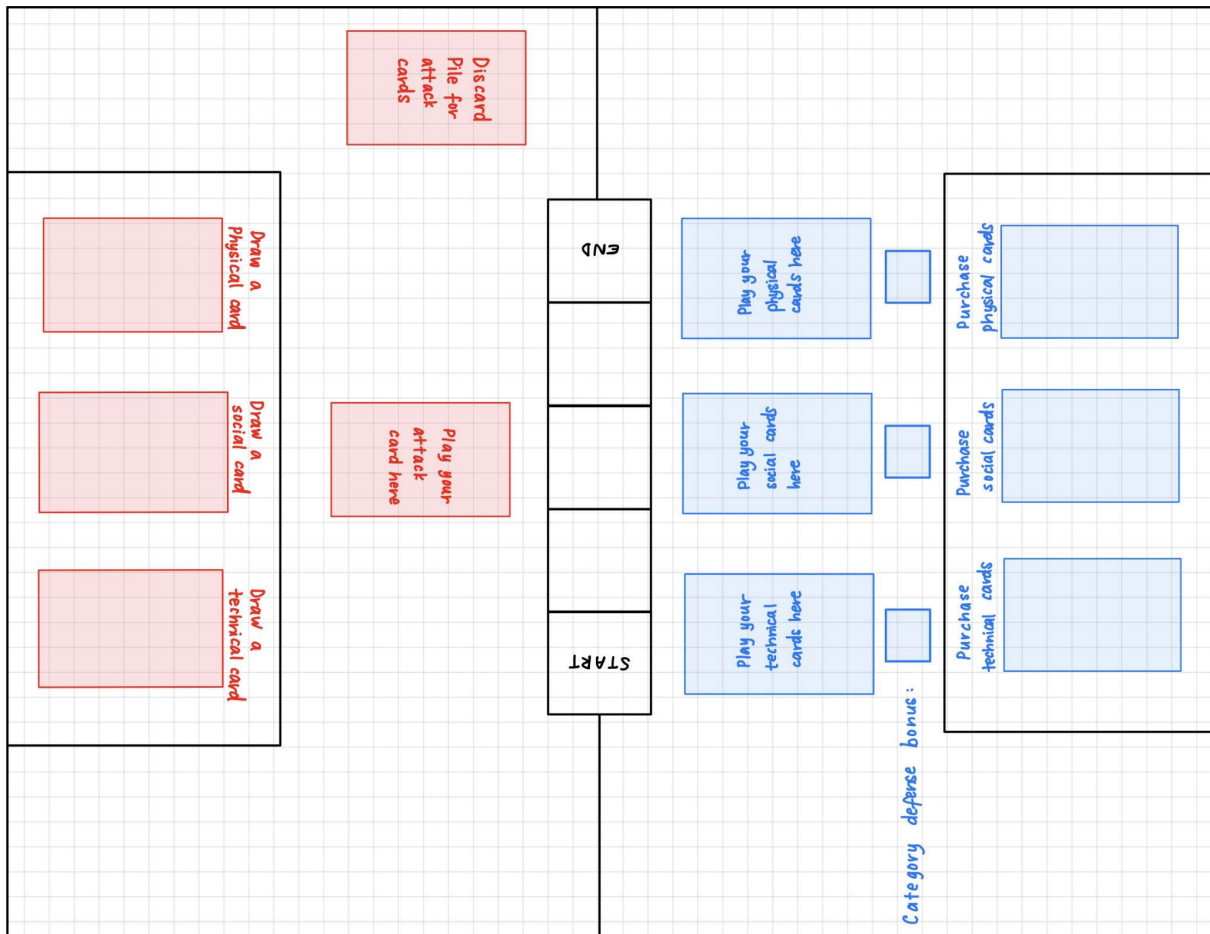 Discard
Pile for
attack
cards
Draw a
Physical card
Draw a
social card
Draw a
technical card
Play your
attack
card here
END
START
Play your
physical
cards here
Play your
social cards
here
Play your
technical
cards here
Purchase
physical cards
Purchase
social cards
Purchase
technical cards
Category defense bonus: